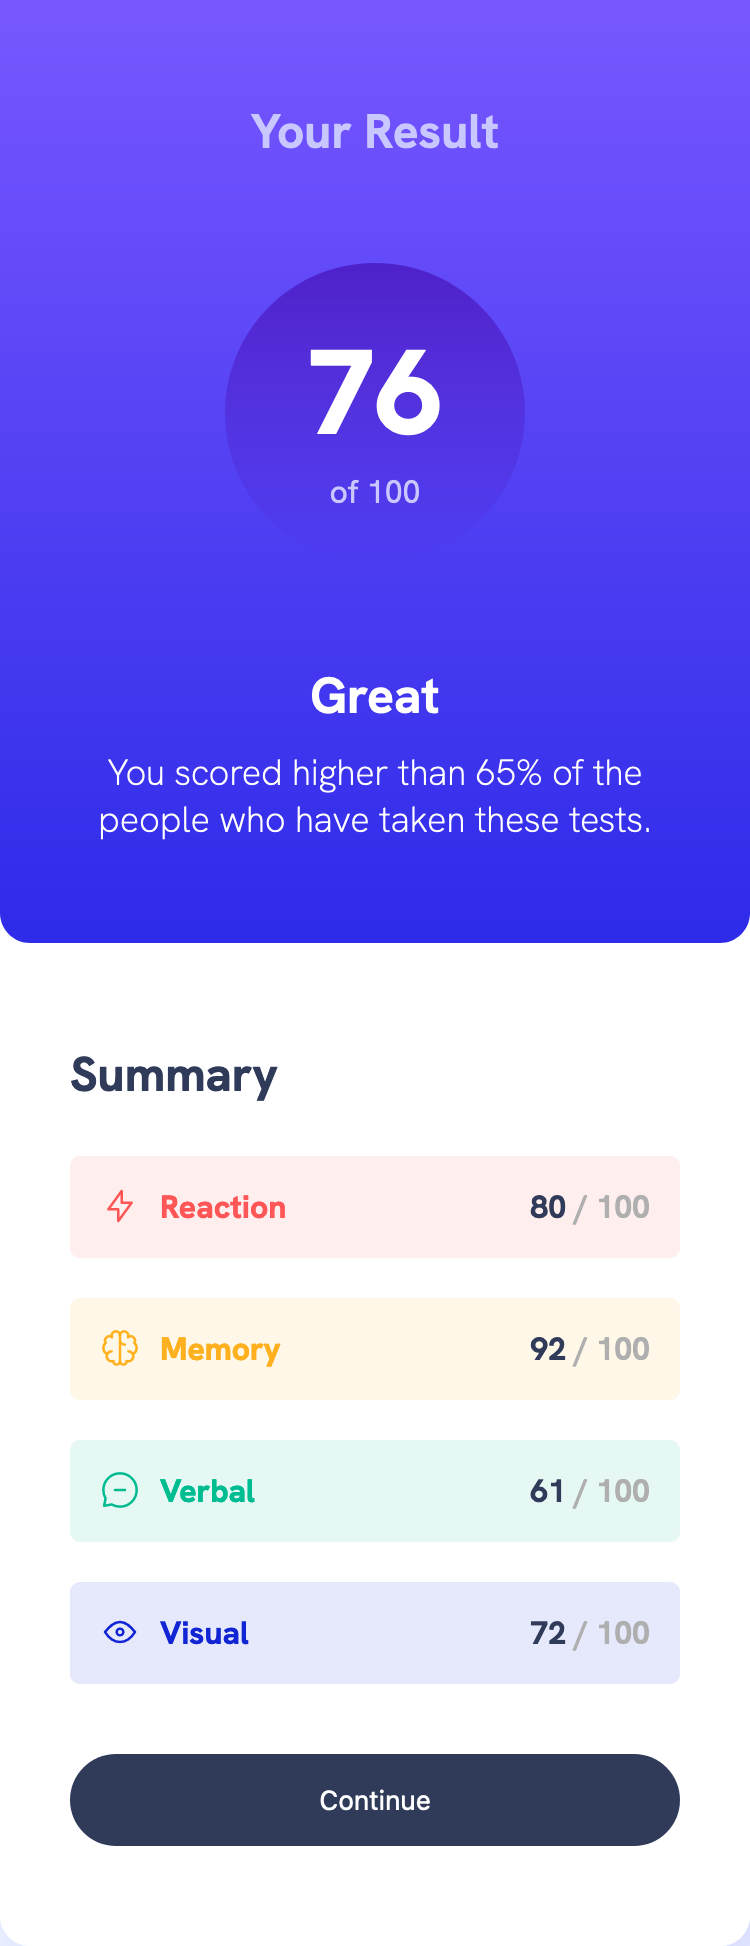 Your Result
76
of 100
Great
You scored higher than 65% of the
people who have taken these tests.
Summary
Reaction 80 / 100
Memory 92 / 100
Verbal 61 / 100
Visual 72 / 100
Continue